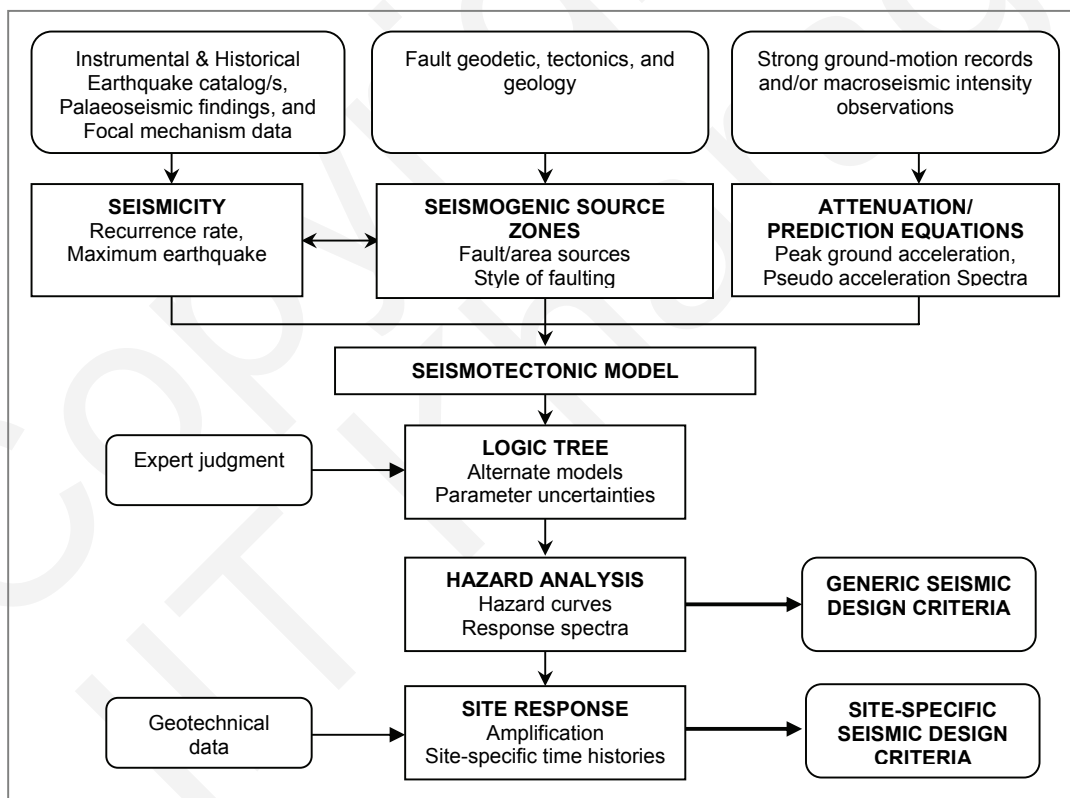 Instrumental & Historical
Earthquake catalog/s,
Palaeoseismic findings, and
Focal mechanism data
Fault geodetic, tectonics, and
geology
Strong ground-motion records
and/or macroseismic intensity
observations
SEISMICITY
Recurrence rate,
Maximum earthquake
SEISMOGENIC SOURCE
ZONES
Fault/area sources
Style of faulting
ATTENUATION/
PREDICTION EQUATIONS
Peak ground acceleration,
Pseudo acceleration Spectra
SEISMOTECTONIC MODEL
Expert judgment
LOGIC TREE
Alternate models
Parameter uncertainties
HAZARD ANALYSIS
Hazard curves
Response spectra
GENERIC SEISMIC
DESIGN CRITERIA
Geotechnical
data
SITE RESPONSE
Amplification
Site-specific time histories
SITE-SPECIFIC
SEISMIC DESIGN
CRITERIA